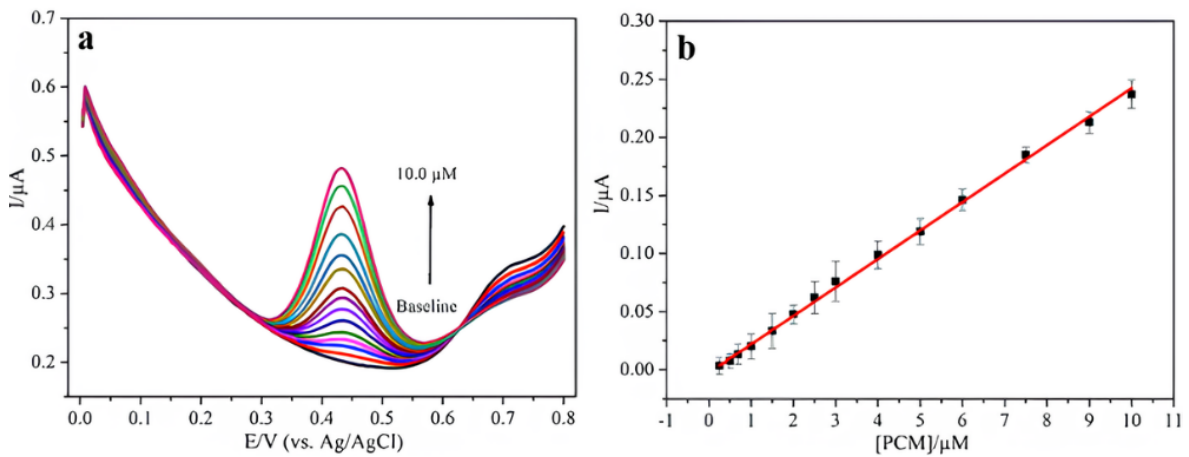 a
0.7
0.6
0.5
0.4
0.3
0.2
I/µA
10.0 µM
Baseline
0.0 0.1 0.2 0.3 0.4 0.5 0.6 0.7 0.8
E/V (vs. Ag/AgCl)
b
0.30
0.25
0.20
0.15
0.10
0.05
0.00
I/µA
-1 0 1 2 3 4 5 6 7 8 9 10 11
[PCM]/µM